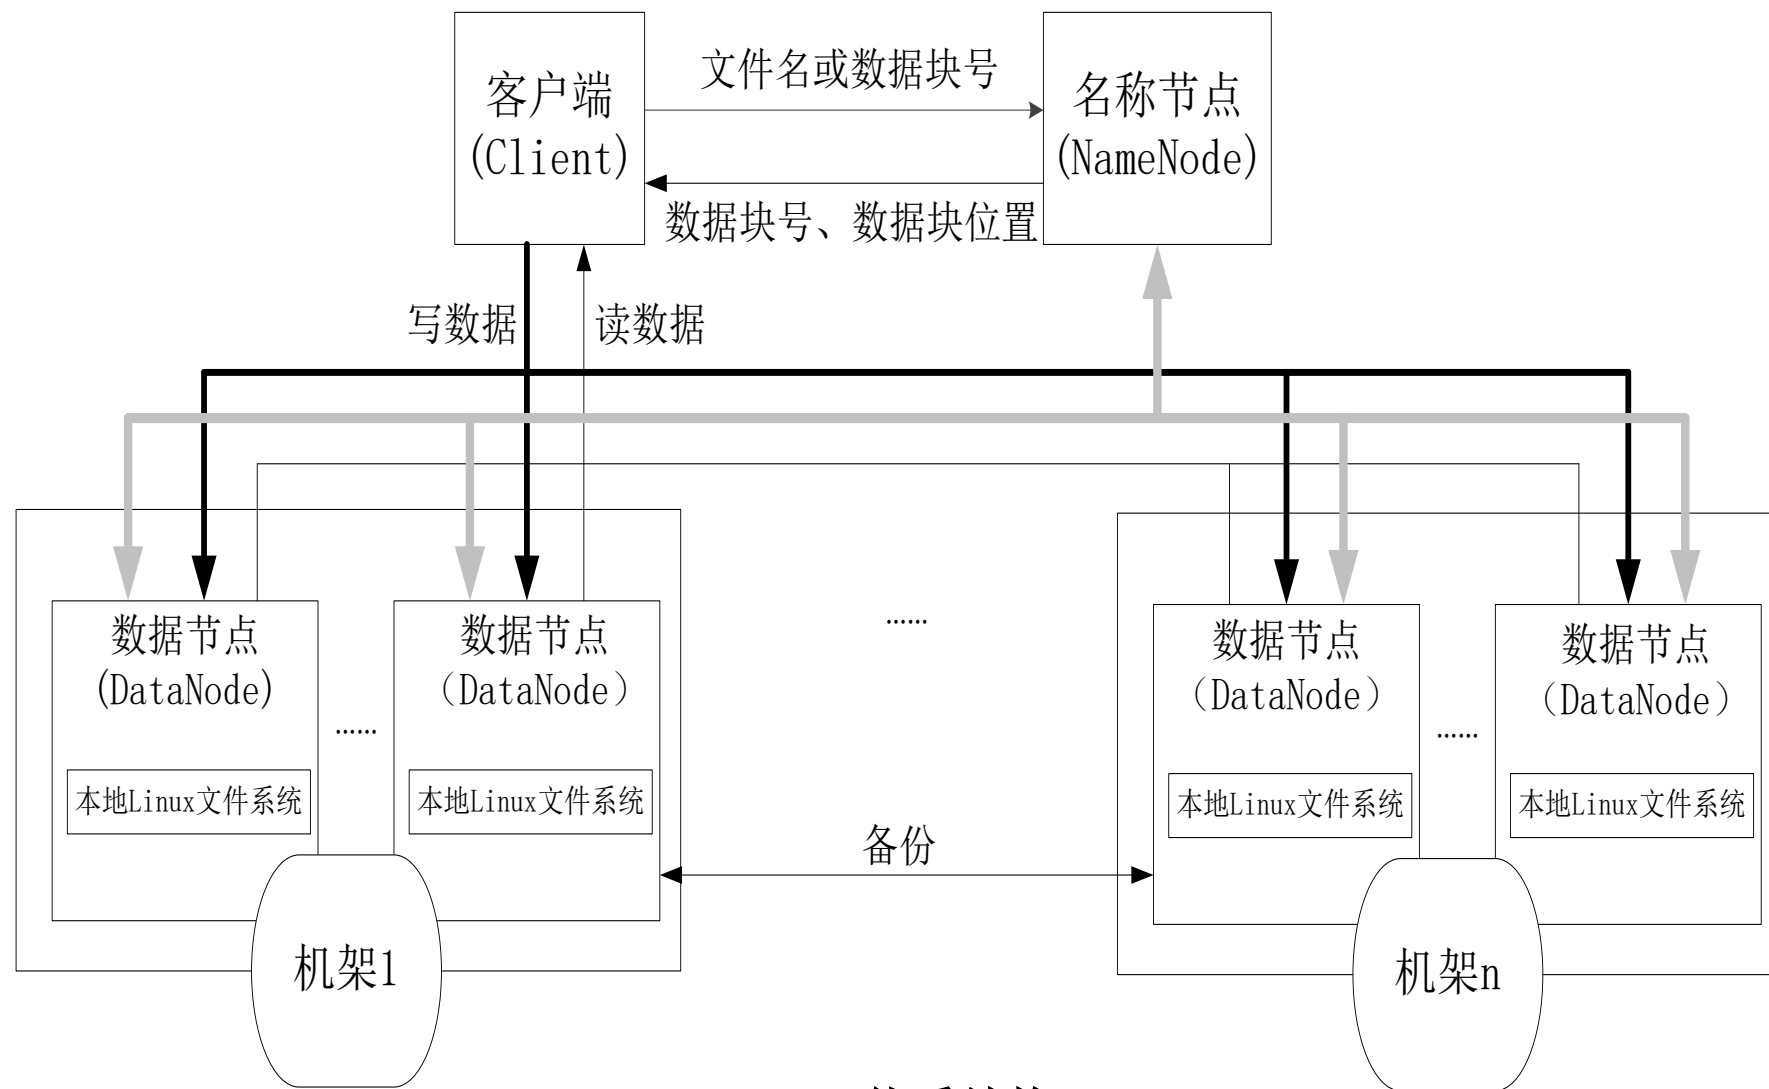 客户端
(Client)
文件名或数据块号
名称节点
(NameNode)
数据块号、数据块位置
写数据
读数据
数据节点
(DataNode)
……
本地Linux文件系统
数据节点
（DataNode）
本地Linux文件系统
机架1
……
备份
数据节点
（DataNode）
……
本地Linux文件系统
数据节点
（DataNode）
本地Linux文件系统
机架n